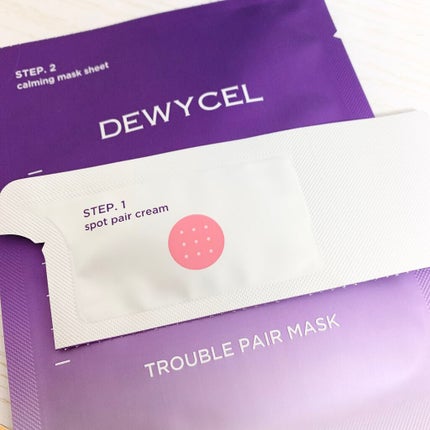 STEP. 2
calming mask sheet
DEWYCEL
STEP. 1
spot pair cream
TROUBLE PAIR MASK